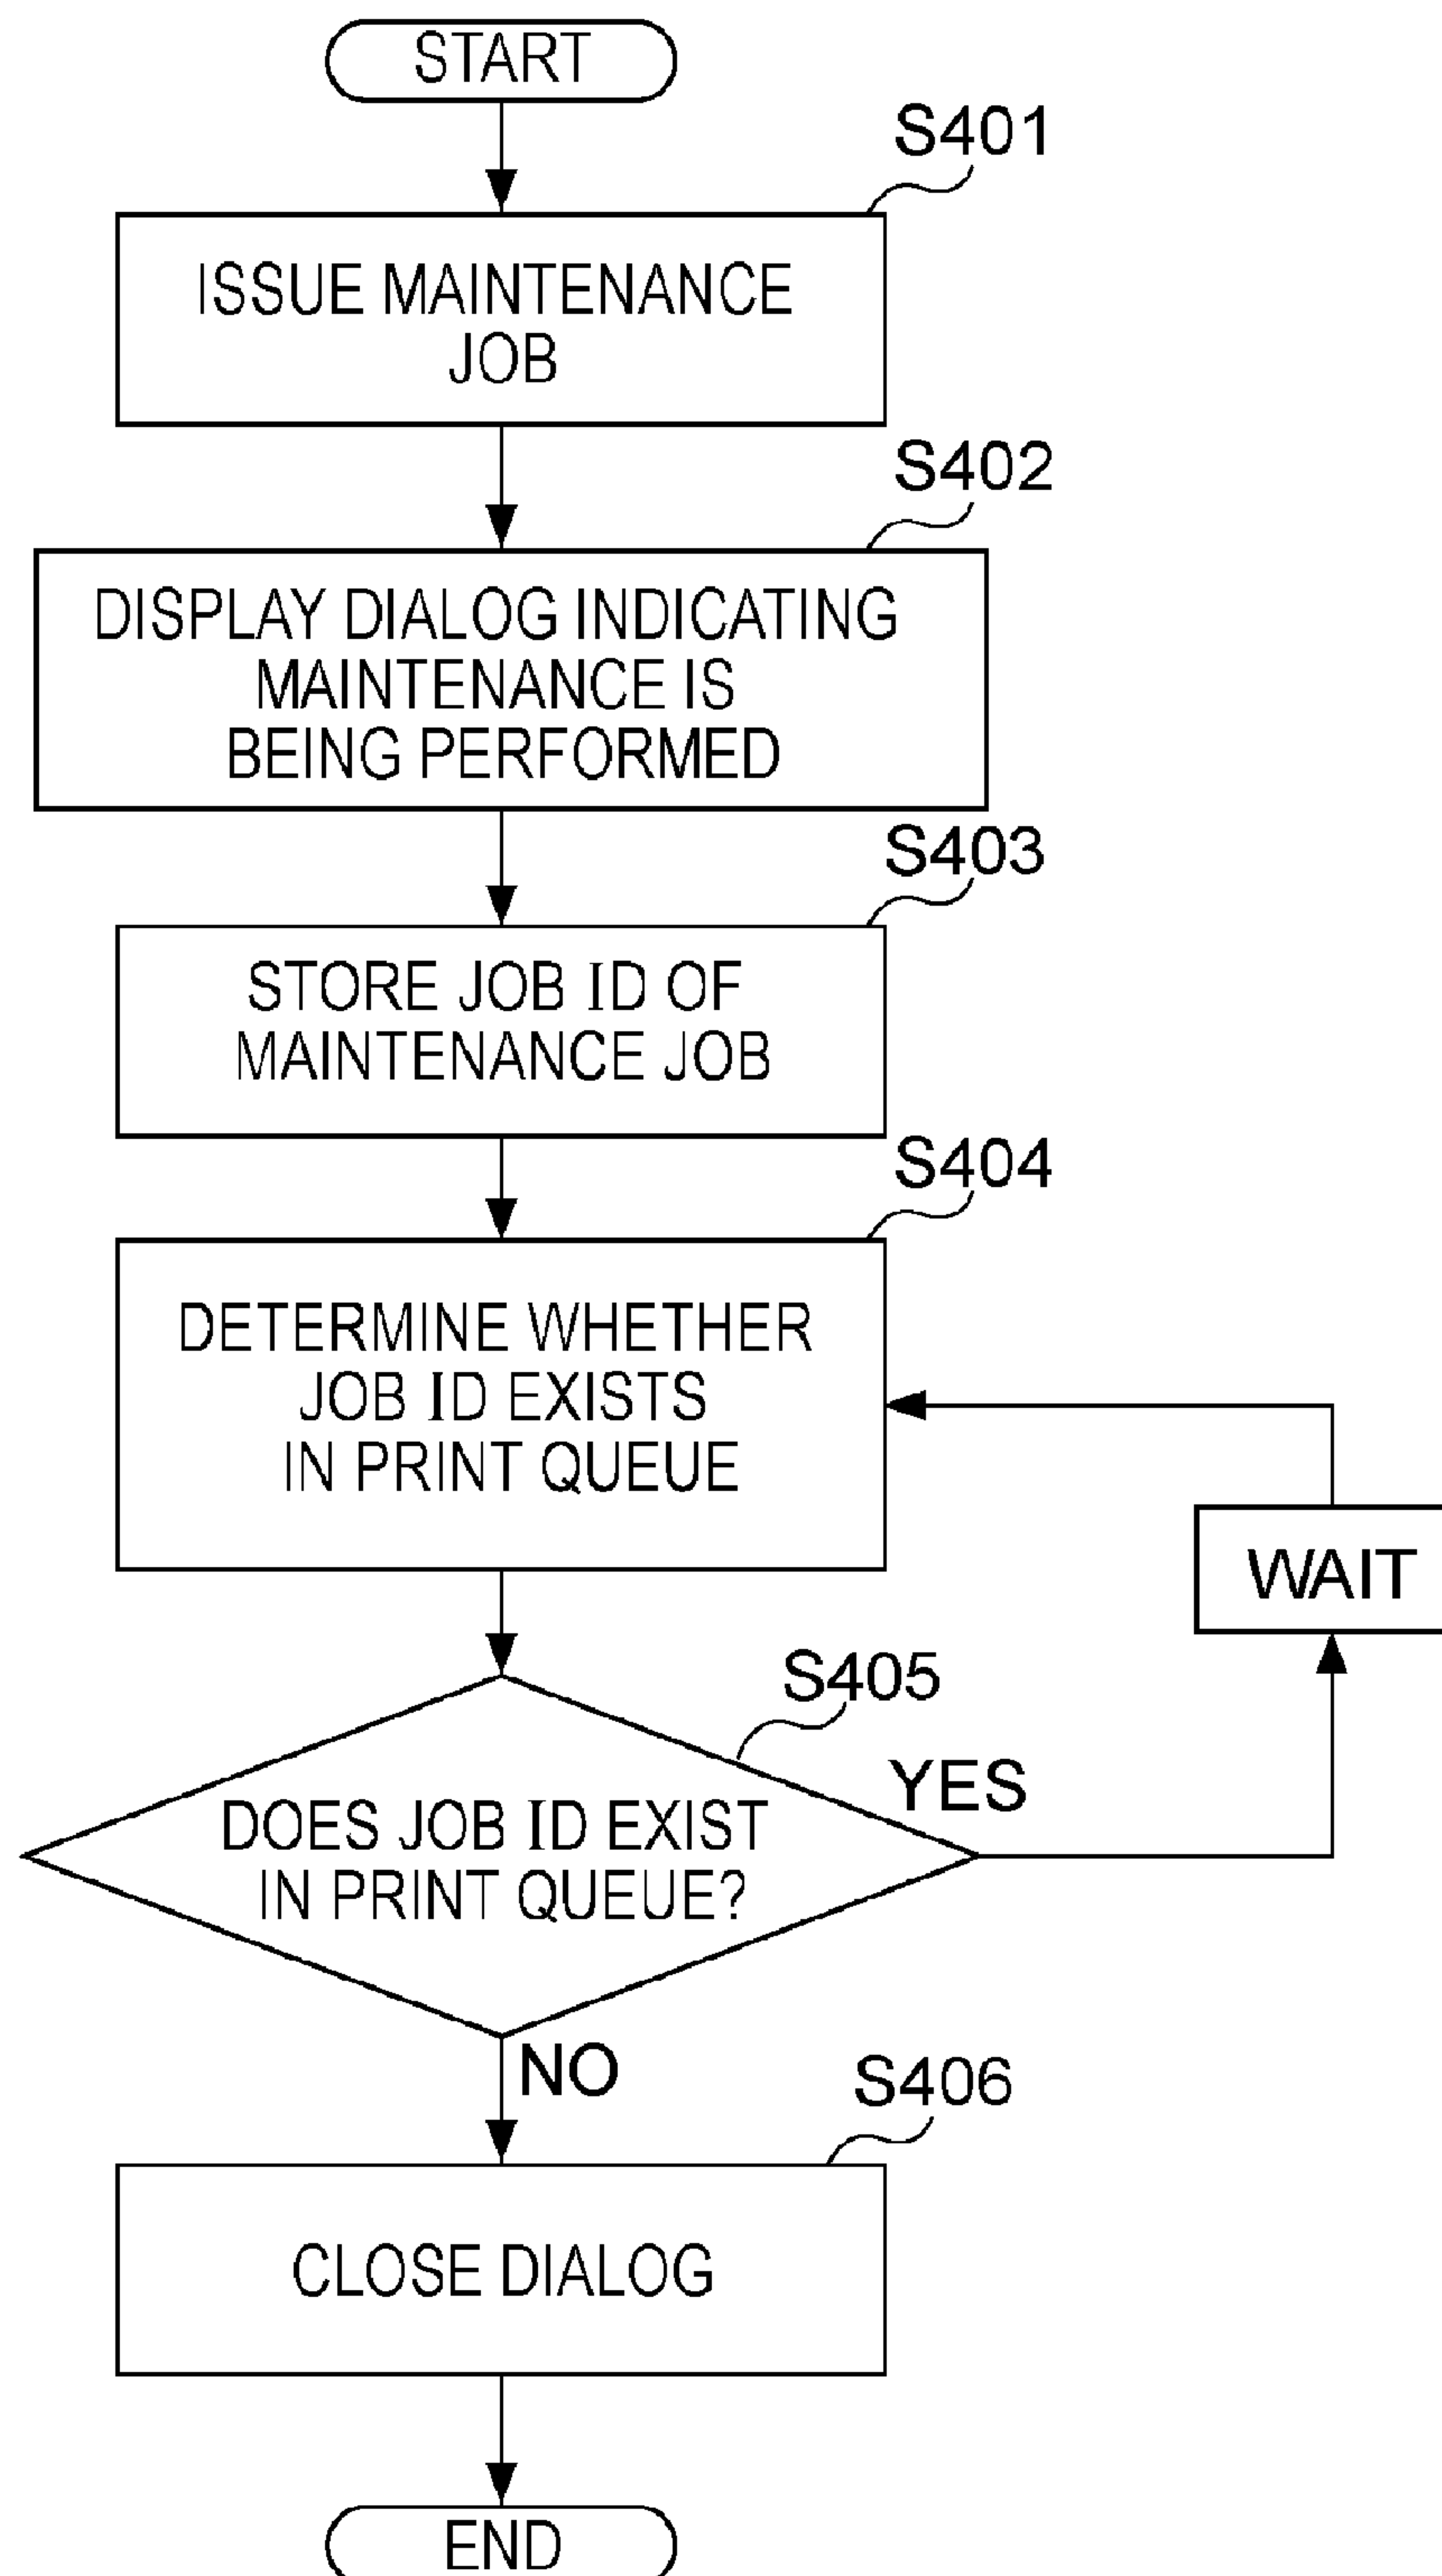 START
S401
ISSUE MAINTENANCE
JOB
S402
DISPLAY DIALOG INDICATING
MAINTENANCE IS
BEING PERFORMED
S403
STORE JOB ID OF
MAINTENANCE JOB
S404
DETERMINE WHETHER
JOB ID EXISTS
IN PRINT QUEUE
WAIT
S405
YES
DOES JOB ID EXIST
IN PRINT QUEUE?
NO
S406
CLOSE DIALOG
END